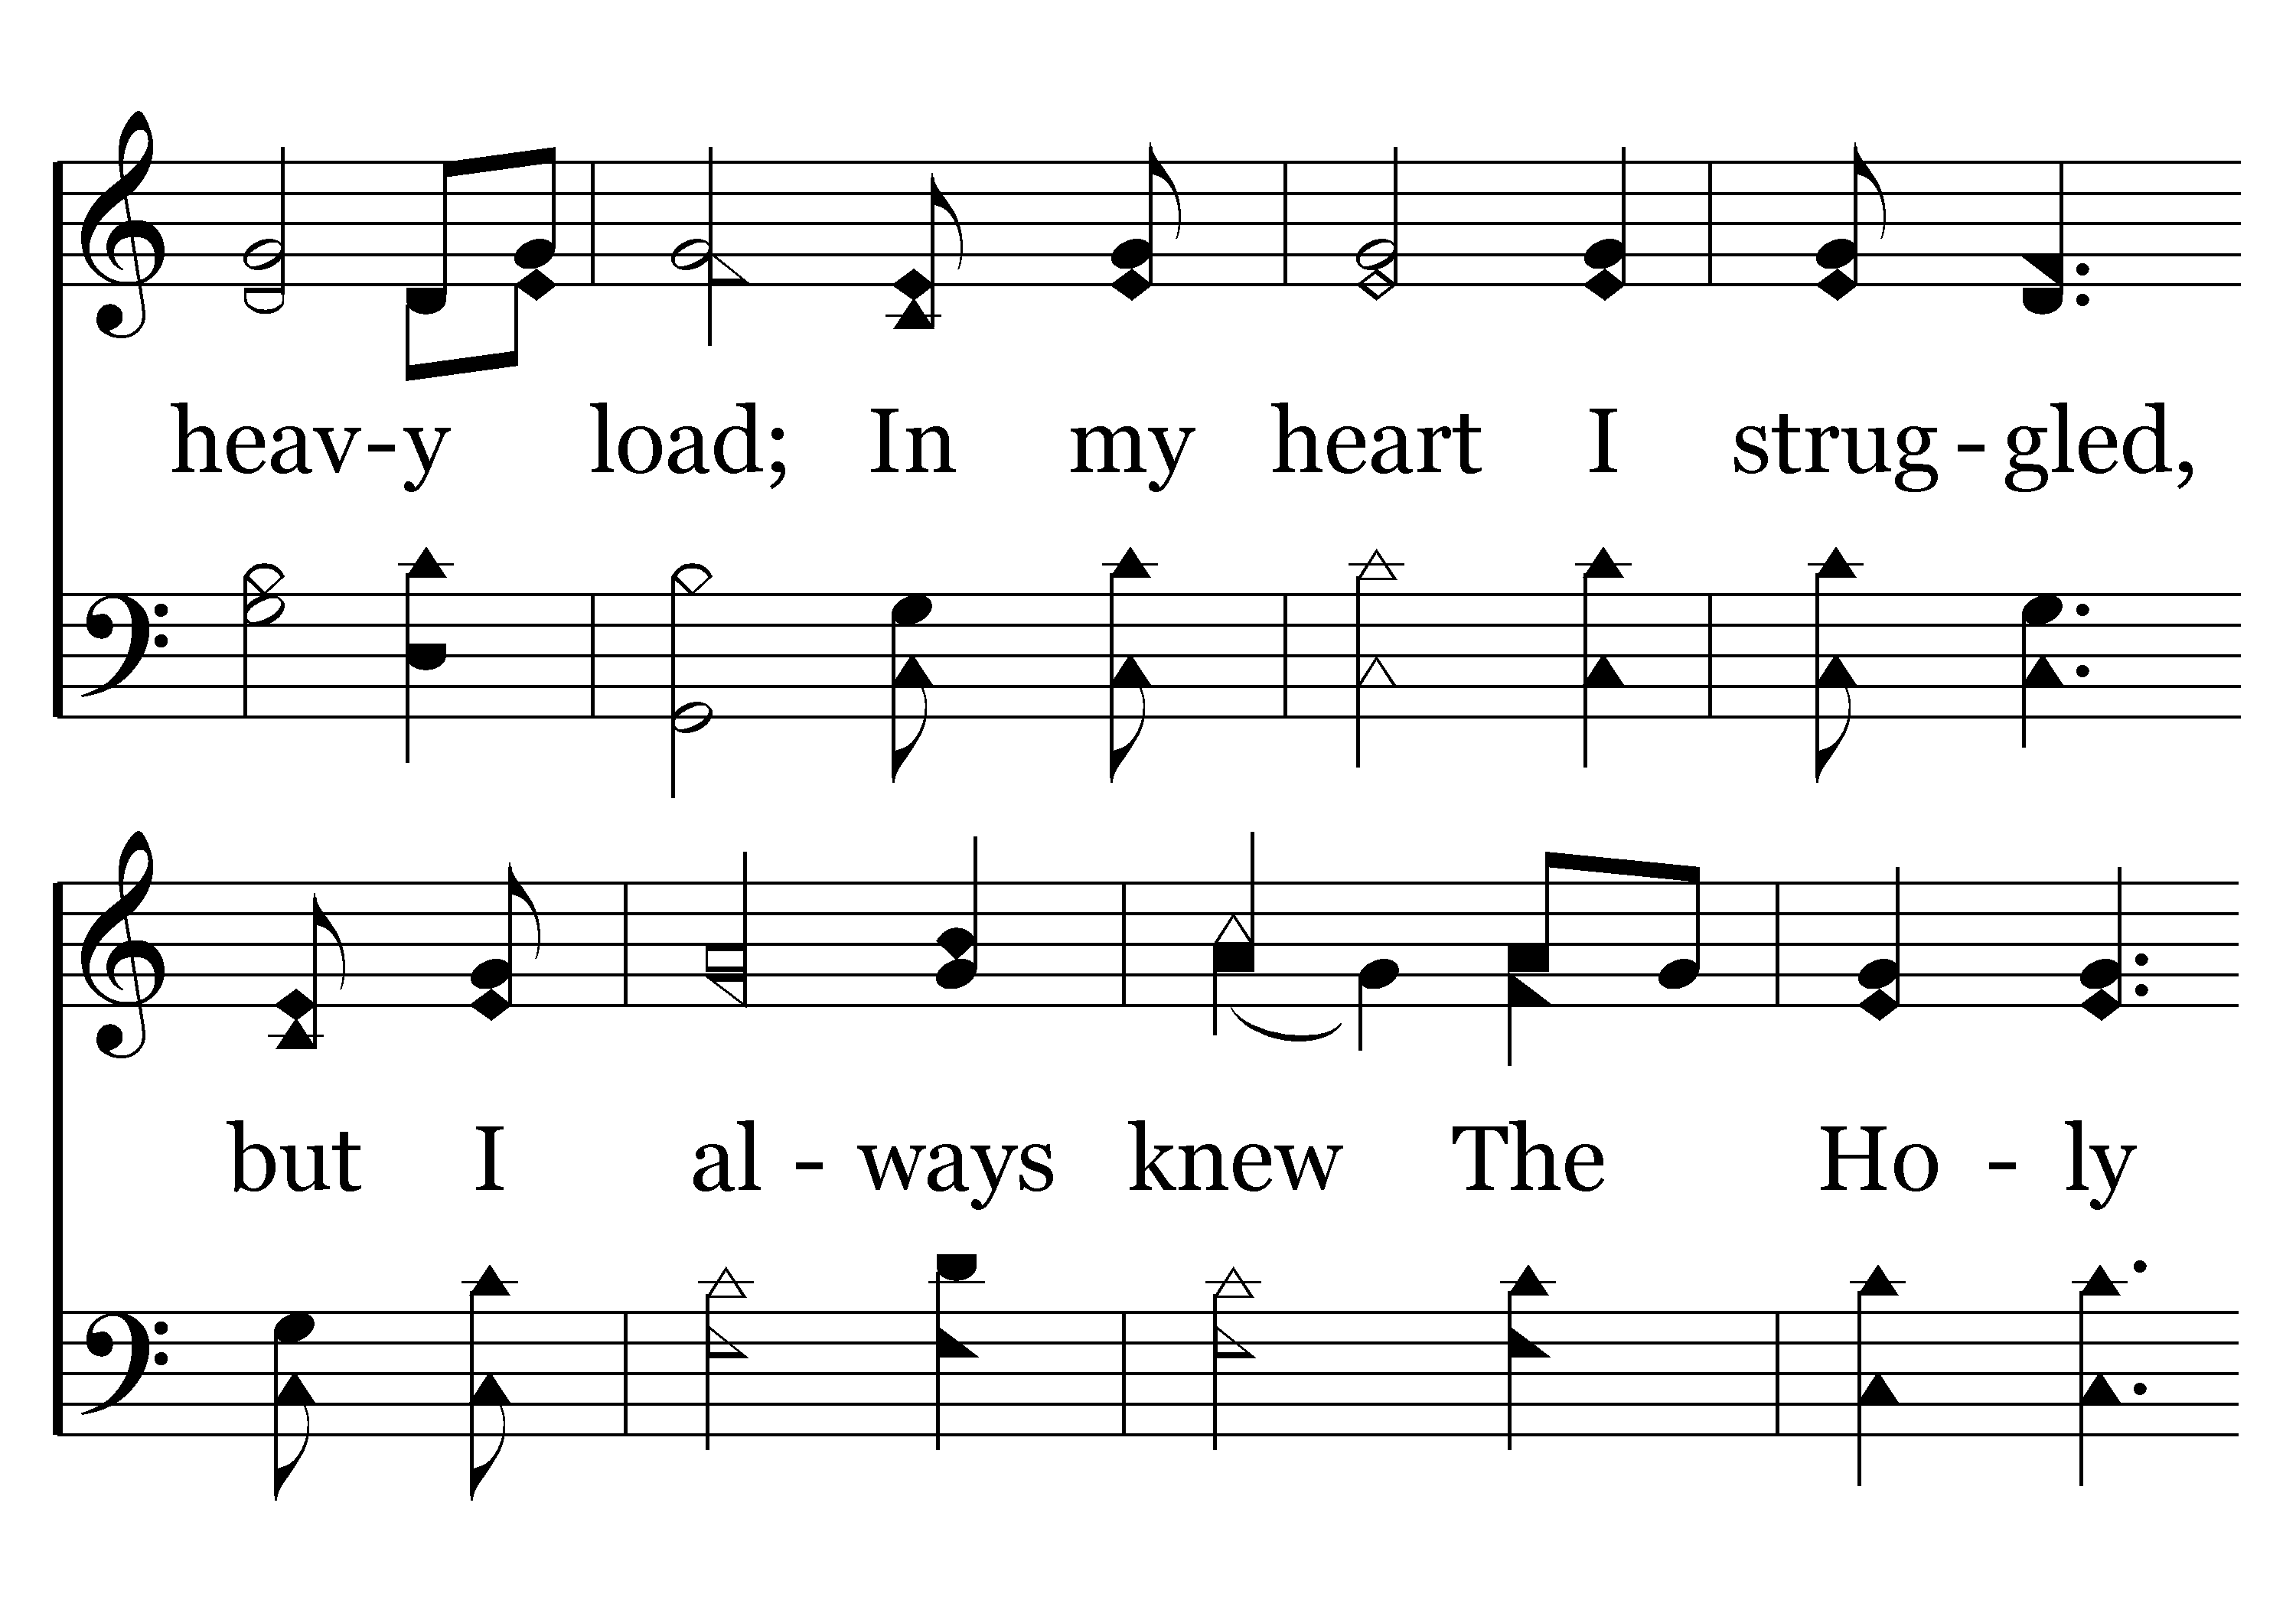 heav-y load; In my heart I strug-gled,
but I al-ways knew The Ho-ly